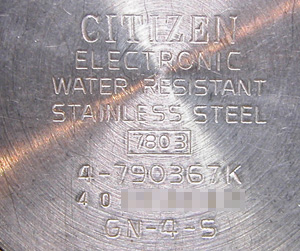 CITIZEN
ELECTRONIC
WATER RESISTANT
STAINLESS STEEL
7803
4-790367K
40
GN-4-S